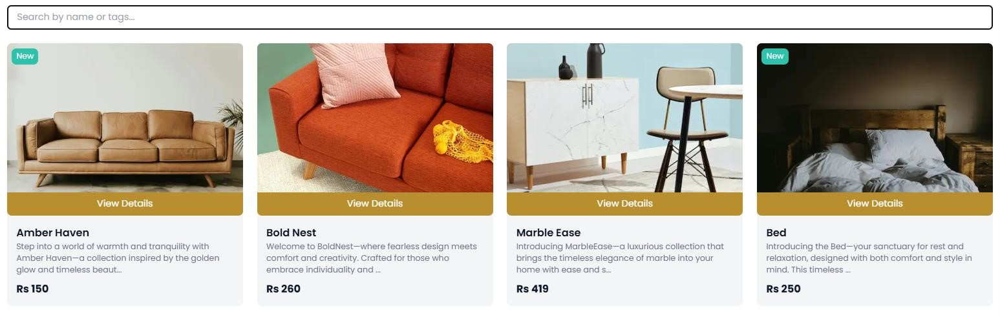 Search by name or tags...
New
View Details
Amber Haven
Step into a world of warmth and tranquility with
Amber Haven—a collection inspired by the golden
glow and timeless beaut...
Rs 150
View Details
Bold Nest
Welcome to BoldNest—where fearless design meets
comfort and creativity. Crafted for those who
embrace individuality and ...
Rs 260
View Details
Marble Ease
Introducing MarbleEase—a luxurious collection that
brings the timeless elegance of marble into your
home with ease and s...
Rs 419
New
View Details
Bed
Introducing the Bed—your sanctuary for rest and
relaxation, designed with both comfort and style in
mind. This timeless ...
Rs 250